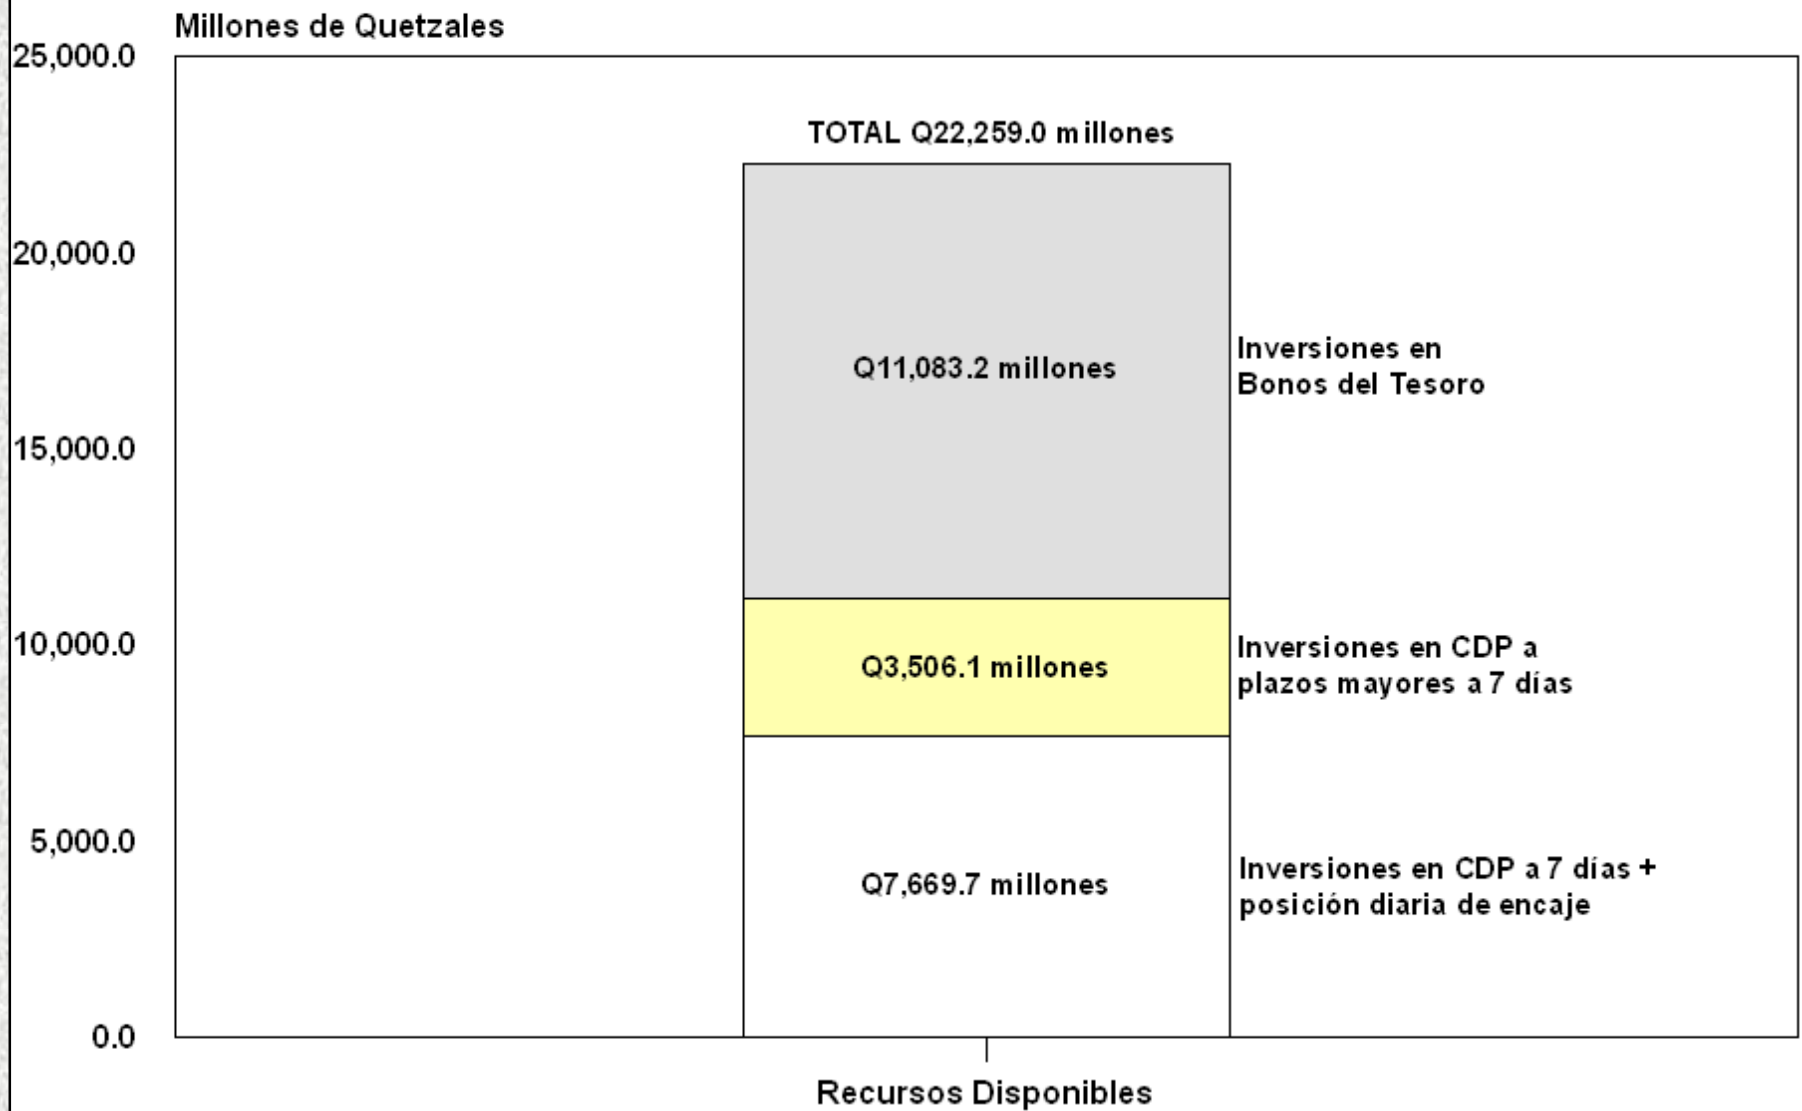 Millones de Quetzales
25,000.0
TOTAL Q22,259.0 millones
20,000.0
Q11,083.2 millones
Inversiones en
Bonos del Tesoro
15,000.0
10,000.0
Q3,506.1 millones
Inversiones en CDP a
plazos mayores a 7 días
5,000.0
Q7,669.7 millones
Inversiones en CDP a 7 días +
posición diaria de encaje
0.0
Recursos Disponibles